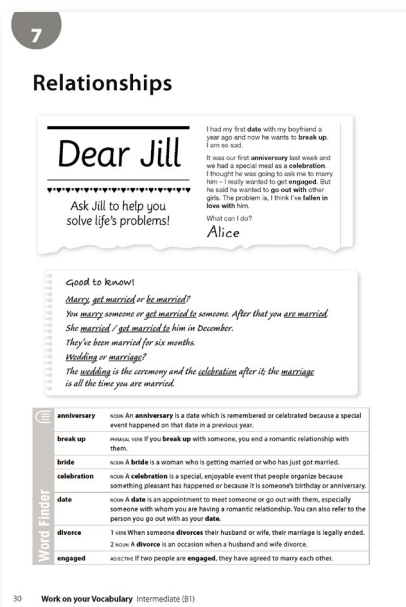 7
Relationships
Dear Jill
Ask Jill to help you
solve life's problems!
I had my first date with my boyfriend a
year ago and now he wants to break up.
I am so sad.
It was our first anniversary last week and
we had a special meal as a celebration.
I thought he was going to ask me to marry
him – I really wanted to get engaged. But
he said he wanted to go out with other
girls. The problem is, I think I've fallen in
love with him.
What can I do?
Alice
Good to know!
Marry, get married or be married?
You marry someone or get married to someone. After that you are married.
She married / got married to him in December.
They've been married for six months.
Wedding or marriage?
The wedding is the ceremony and the celebration after it; the marriage
is all the time you are married.
Word Finder
anniversary NOUN An anniversary is a date which is remembered or celebrated because a special
event happened on that date in a previous year.
break up PHRASAL VERB If you break up with someone, you end a romantic relationship with
them.
bride NOUN A bride is a woman who is getting married or who has just got married.
celebration NOUN A celebration is a special, enjoyable event that people organize because
something pleasant has happened or because it is someone's birthday or anniversary.
date NOUN A date is an appointment to meet someone or go out with them, especially
someone with whom you are having a romantic relationship. You can also refer to the
person you go out with as your date.
divorce 1 VERB When someone divorces their husband or wife, their marriage is legally ended.
2 NOUN A divorce is an occasion when a husband and wife divorce.
engaged ADJECTIVE If two people are engaged, they have agreed to marry each other.
30 Work on your Vocabulary Intermediate (B1)